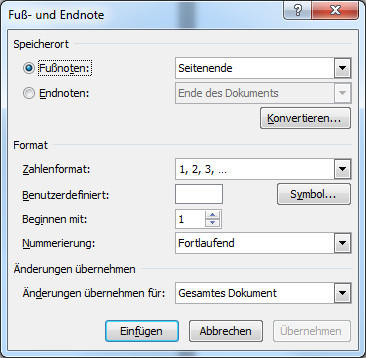 Fuß- und Endnote
Speicherort
Fußnoten: Seitenende
Endnoten: Ende des Dokuments
Konvertieren...
Format
Zahlenformat: 1, 2, 3, ...
Benutzerdefiniert: Symbol...
Beginnen mit: 1
Nummerierung: Fortlaufend
Änderungen übernehmen
Änderungen übernehmen für: Gesamtes Dokument
Einfügen Abbrechen Übernehmen